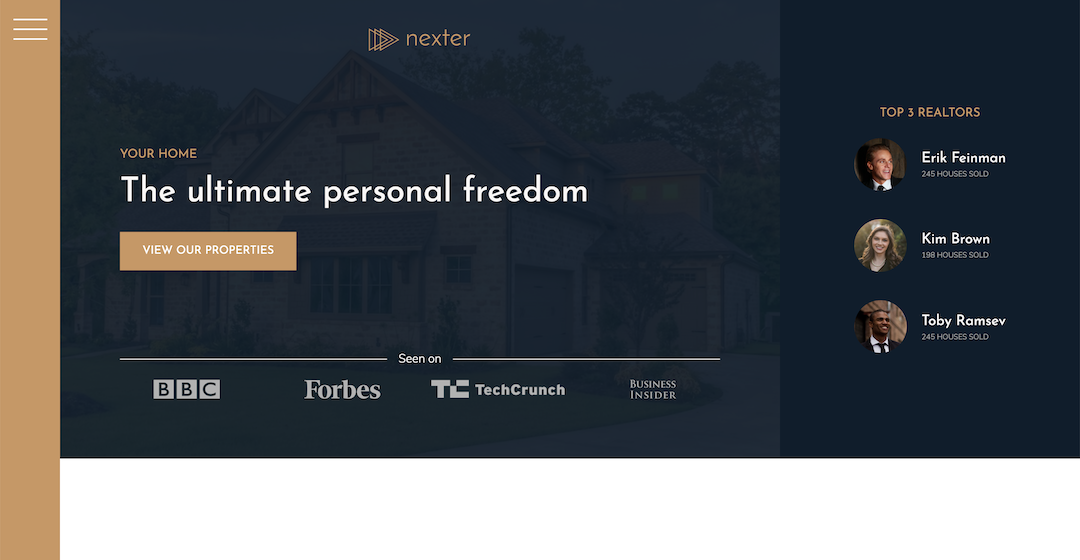 nexter
YOUR HOME
The ultimate personal freedom
VIEW OUR PROPERTIES
Seen on
BBC
Forbes
TC TechCrunch
BUSINESS
INSIDER
TOP 3 REALTORS
Erik Feinman
245 HOUSES SOLD
Kim Brown
198 HOUSES SOLD
Toby Ramsev
245 HOUSES SOLD